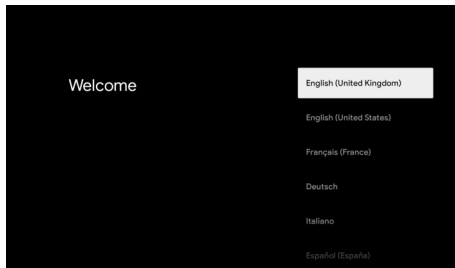 Welcome
English (United Kingdom)
English (United States)
Français (France)
Deutsch
Italiano
Español (España)